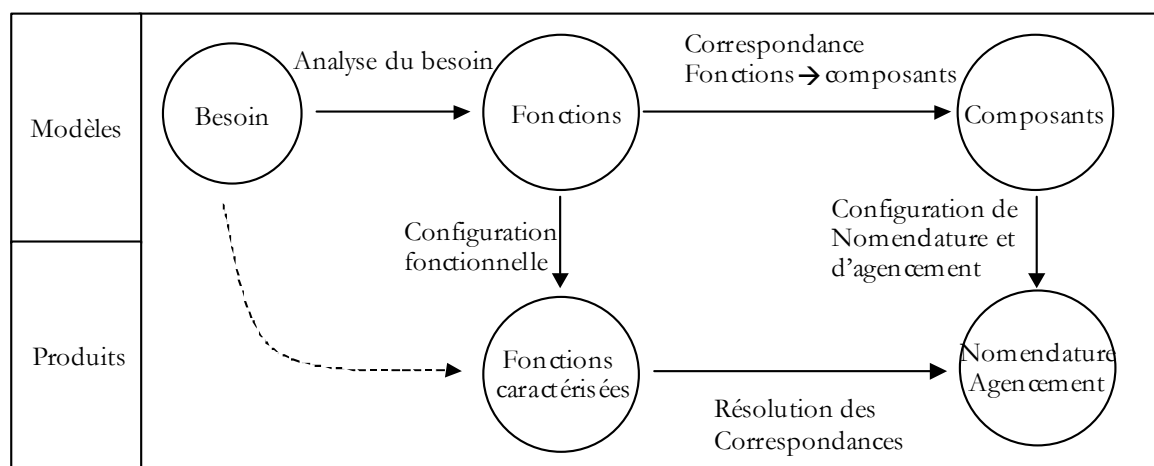 Modèles
Besoin
Analyse du besoin
Fonctions
Correspondance
Fonctions → composants
Composants
Configuration
fonctionnelle
Configuration de
Nomendature et
d'agencement
Produits
Fonctions
caractérisées
Résolution des
Correspondances
Nomendature
Agencement